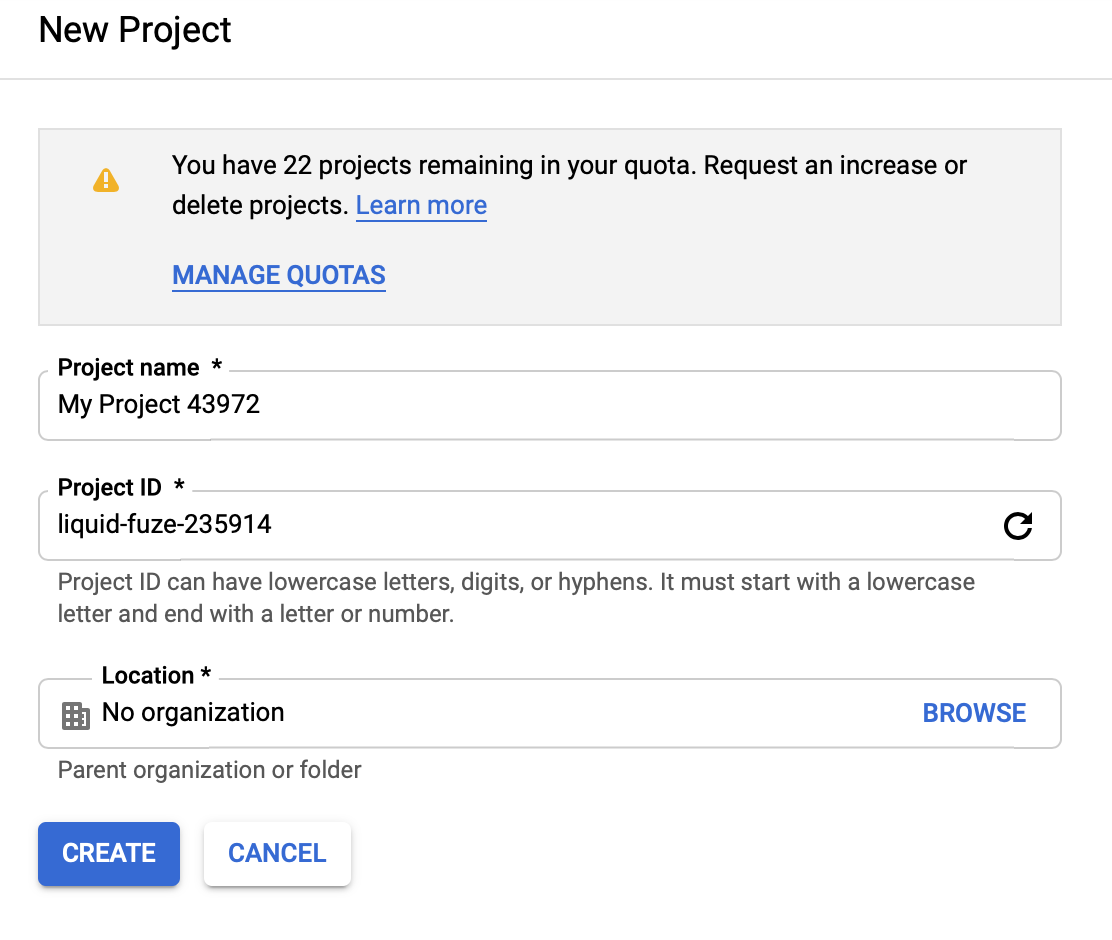 New Project
You have 22 projects remaining in your quota. Request an increase or
delete projects. Learn more
MANAGE QUOTAS
Project name *
My Project 43972
Project ID *
liquid-fuze-235914
Project ID can have lowercase letters, digits, or hyphens. It must start with a lowercase
letter and end with a letter or number.
Location *
No organization
BROWSE
Parent organization or folder
CREATE
CANCEL